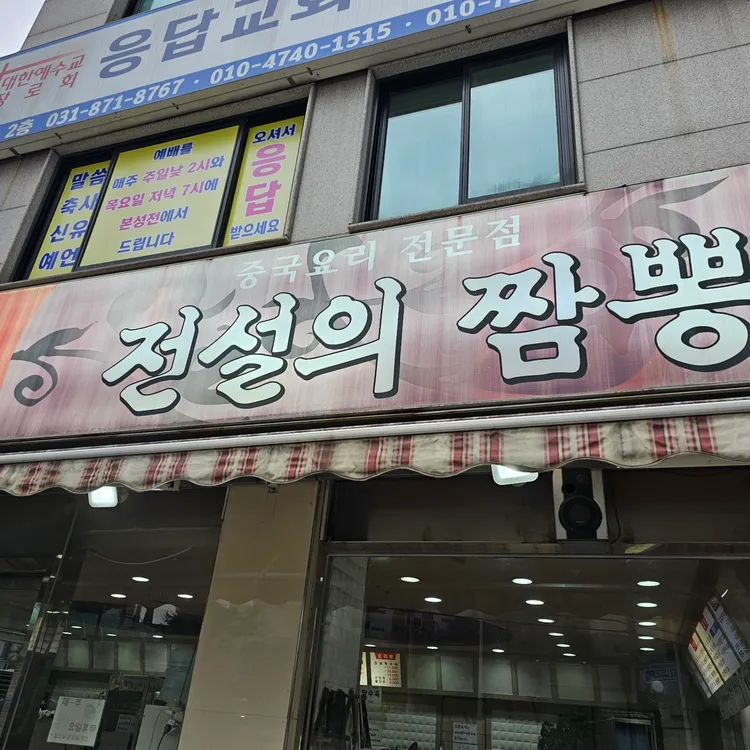 대한예수교
장로회
응답교회
2층 031-871-8767 · 010-4740-1515 · 010-7
말씀
축사
신유
예언
예배를
매주 주일낮 2시와
목요일 저녁 7시에
본성전에서
드립니다
오셔서
응답
받으세요
중국요리 전문점
전설의 짬뽕